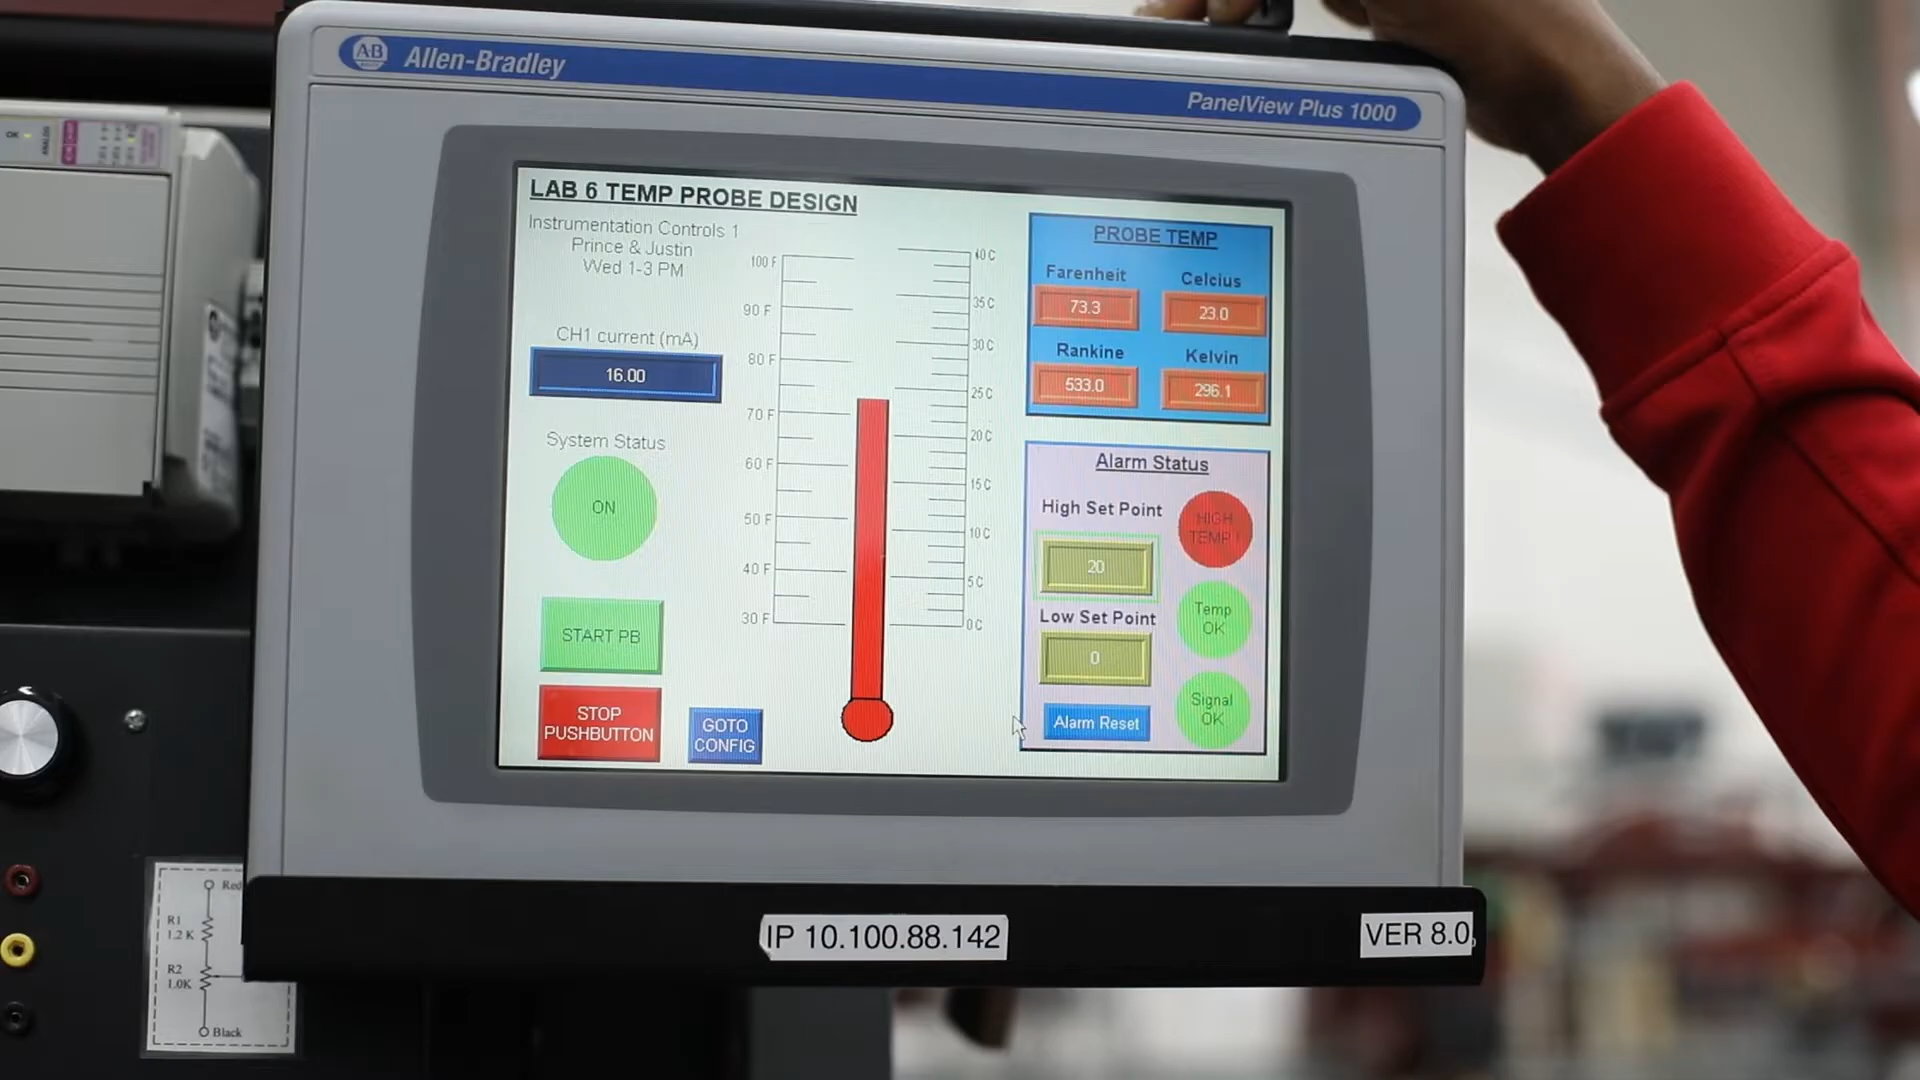 AB Allen-Bradley
PanelView Plus 1000
LAB 6 TEMP PROBE DESIGN
Instrumentation Controls 1
Prince & Justin
Wed 1-3 PM
CH1 current (mA)
16.00
System Status
ON
START PB
STOP
PUSHBUTTON
GOTO
CONFIG
100 F
90 F
80 F
70 F
60 F
50 F
40 F
30 F
40 C
35 C
30 C
25 C
20 C
15 C
10 C
5 C
0 C
PROBE TEMP
Farenheit
Celcius
73.3
23.0
Rankine
Kelvin
533.0
296.1
Alarm Status
High Set Point
HIGH
TEMP !
20
Low Set Point
Temp
OK
0
Signal
OK
Alarm Reset
IP 10.100.88.142
VER 8.0
OK
ANALOG
Red
R1
1.2 K
R2
1.0K
Black